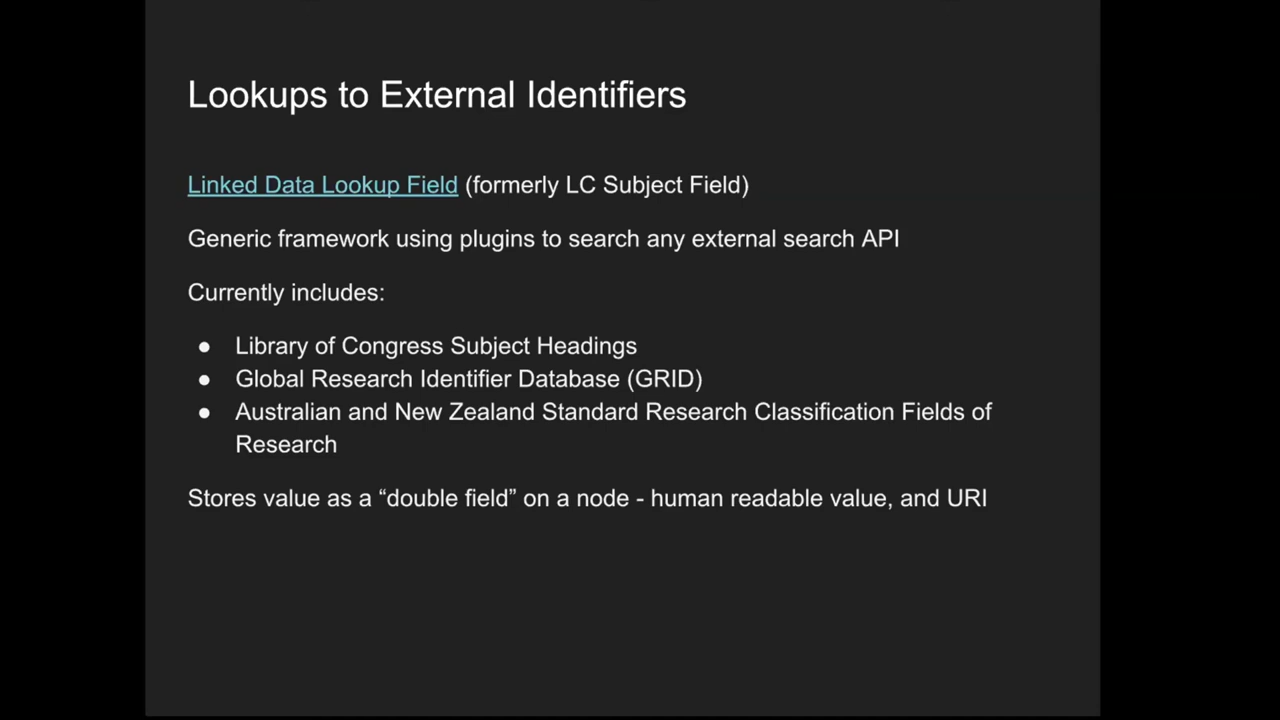 Lookups to External Identifiers
Linked Data Lookup Field (formerly LC Subject Field)
Generic framework using plugins to search any external search API
Currently includes:
● Library of Congress Subject Headings
● Global Research Identifier Database (GRID)
● Australian and New Zealand Standard Research Classification Fields of
Research
Stores value as a “double field” on a node - human readable value, and URI